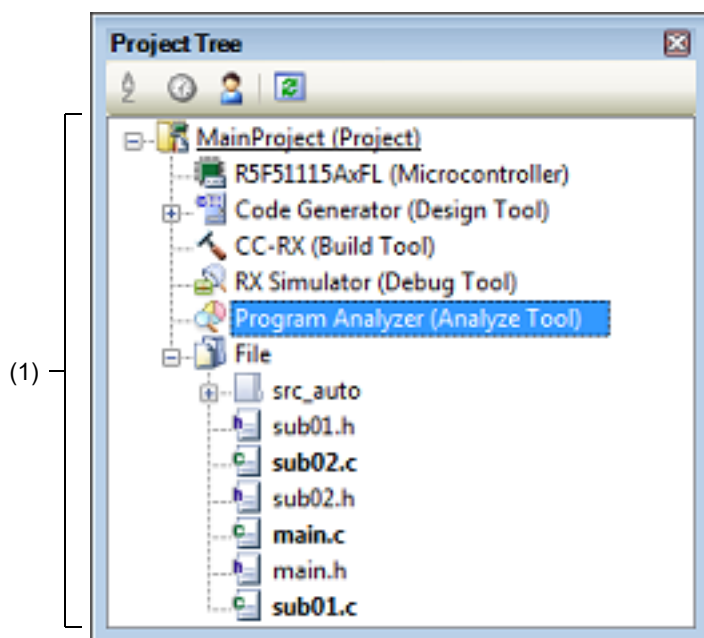 Project Tree
MainProject (Project)
R5F51115AxFL (Microcontroller)
Code Generator (Design Tool)
CC-RX (Build Tool)
RX Simulator (Debug Tool)
Program Analyzer (Analyze Tool)
(1)
File
src_auto
sub01.h
sub02.c
sub02.h
main.c
main.h
sub01.c